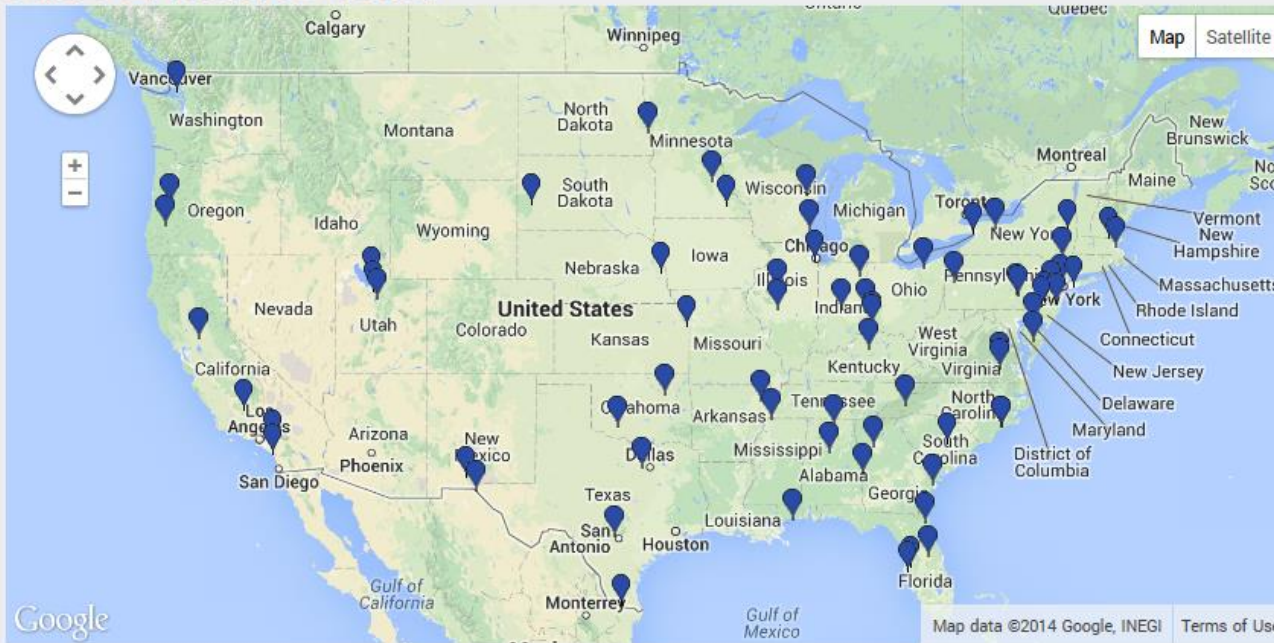 Ontario
Quebec
Calgary
Winnipeg
Map Satellite
Vancouver
Washington
North
Dakota
Montana
Minnesota
New
Brunswick
Montreal
Maine
South
Dakota
Wisconsin
Michigan
Toronto
Oregon
Idaho
Wyoming
Vermont
New
Hampshire
New York
Chicago
Iowa
Nebraska
Illinois
Indiana
Ohio
Pennsylvania
Massachusetts
New York
Rhode Island
Nevada
Utah
Colorado
United States
Kansas
Missouri
West
Virginia
Virginia
Connecticut
Kentucky
New Jersey
California
Los
Angeles
Oklahoma
Arkansas
Tennessee
North
Carolina
Delaware
Maryland
Arizona
Phoenix
New
Mexico
Dallas
Mississippi
Alabama
South
Carolina
District of
Columbia
San Diego
Georgia
Texas
San
Antonio
Houston
Louisiana
Florida
Gulf of
California
Monterrey
Gulf of
Mexico
Google
Map data ©2014 Google, INEGI Terms of Use